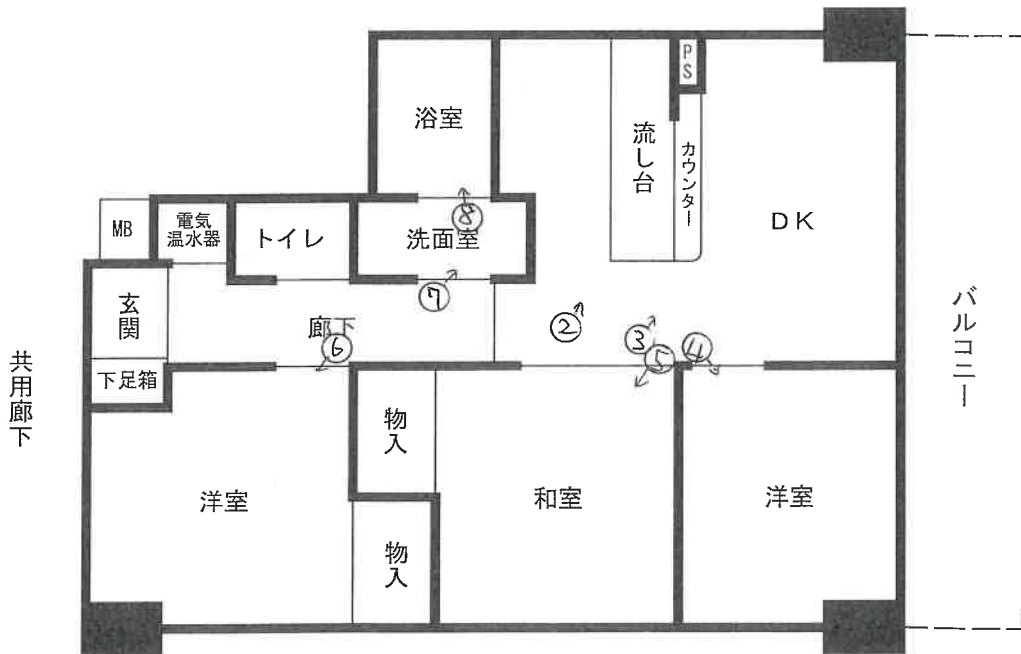 浴室
PS
流し台
カウンター
DK
MB
電気
温水器
トイレ
洗面室
⑧
⑦
玄関
廊下
⑥
②
③
⑤
④
バルコニー
共用廊下
下足箱
物入
洋室
和室
洋室
物入